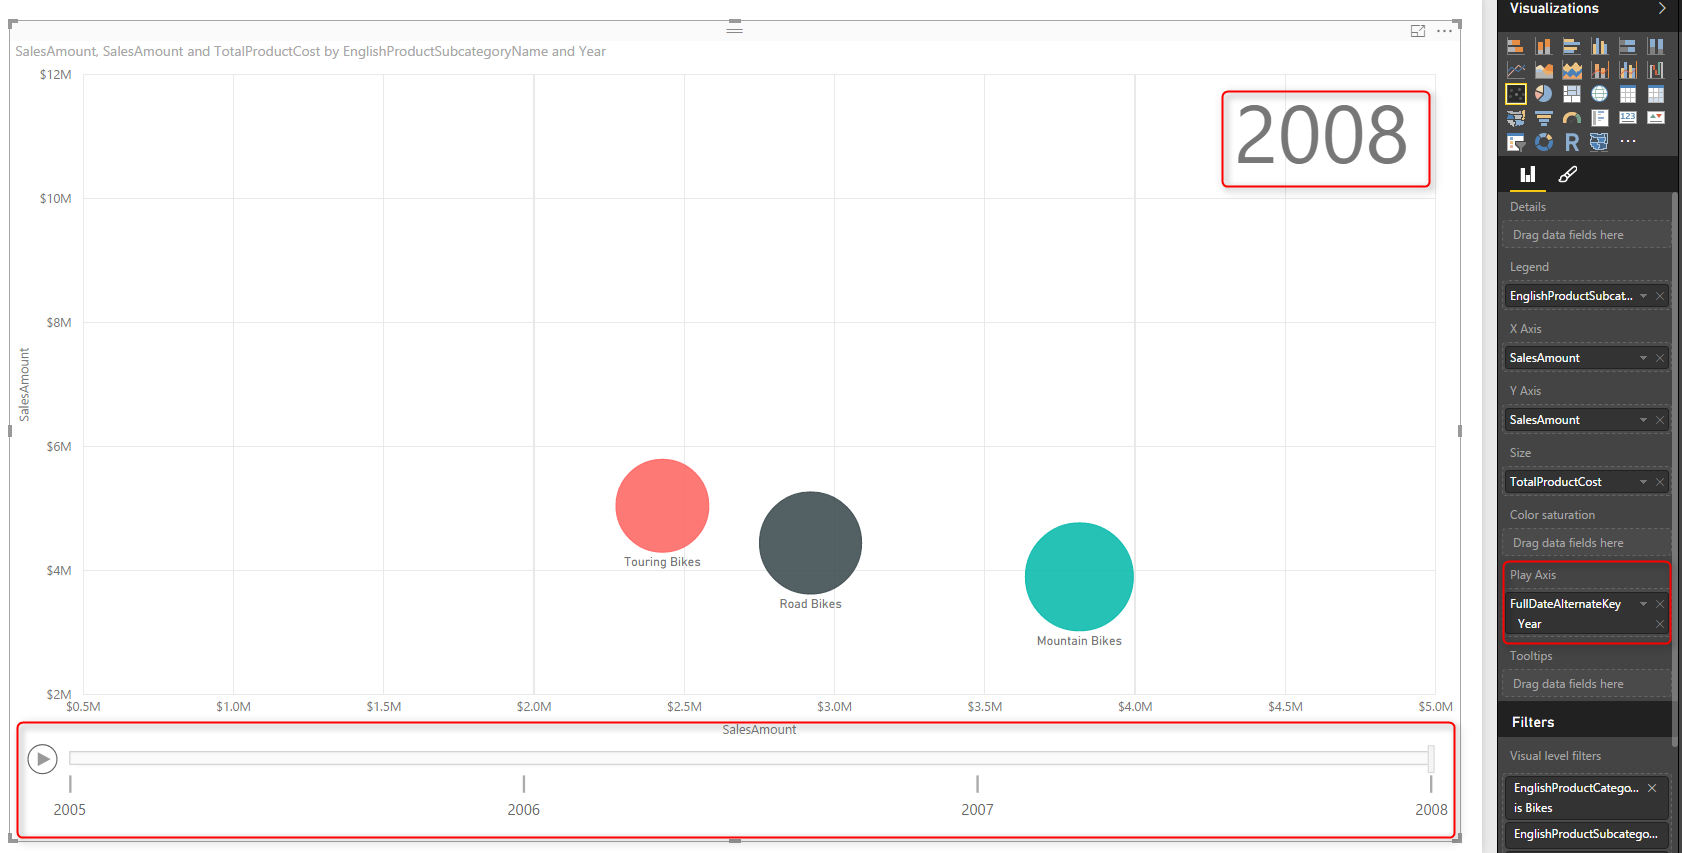 SalesAmount, SalesAmount and TotalProductCost by EnglishProductSubcategoryName and Year
2008
$12M
$10M
$8M
$6M
$4M
$2M
SalesAmount
Touring Bikes
Road Bikes
Mountain Bikes
$0.5M $1.0M $1.5M $2.0M $2.5M $3.0M $3.5M $4.0M $4.5M $5.0M
SalesAmount
2005 2006 2007 2008
Visualizations
123
R
Details
Drag data fields here
Legend
EnglishProductSubcat...
X Axis
SalesAmount
Y Axis
SalesAmount
Size
TotalProductCost
Color saturation
Drag data fields here
Play Axis
FullDateAlternateKey
Year
Tooltips
Drag data fields here
Filters
Visual level filters
EnglishProductCatego...
is Bikes
EnglishProductSubcatego...